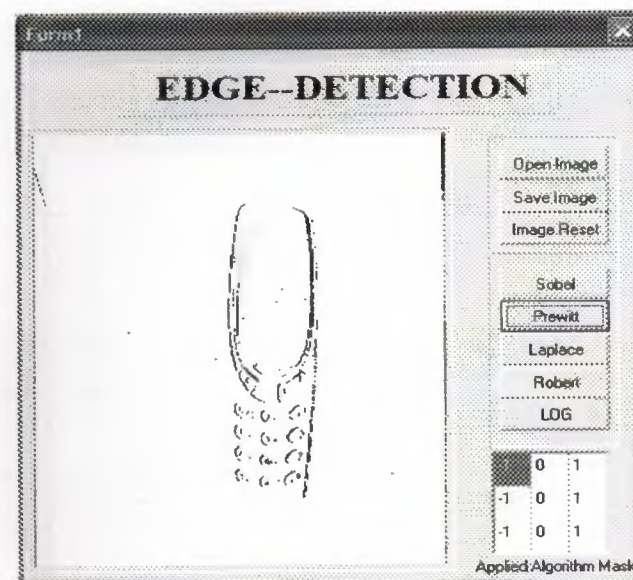 Form1
EDGE--DETECTION
Open Image
Save Image
Image Reset
Sobel
Prewitt
Laplace
Robert
LOG
0 1
-1 0 1
-1 0 1
Applied Algorithm Mask